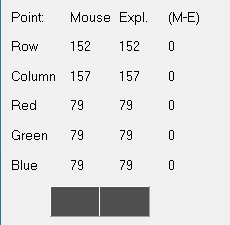 Point: Mouse Expl. (M-E)
Row 152 152 0
Column 157 157 0
Red 79 79 0
Green 79 79 0
Blue 79 79 0